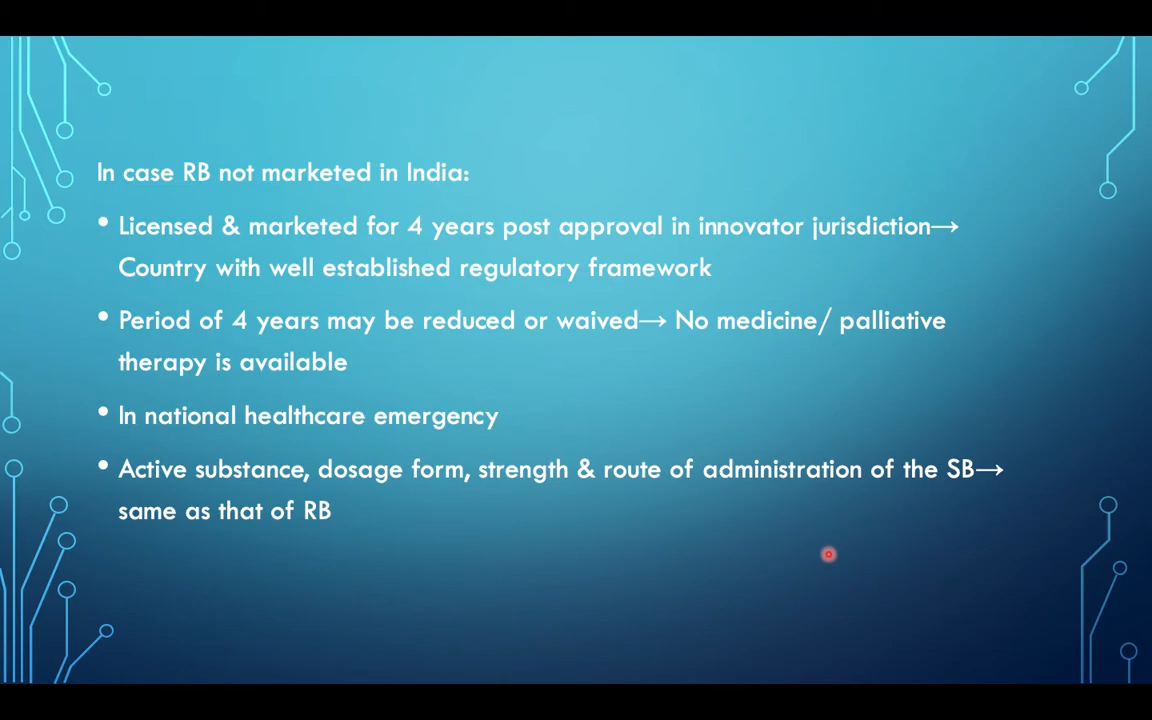 In case RB not marketed in India:
• Licensed & marketed for 4 years post approval in innovator jurisdiction→
Country with well established regulatory framework
• Period of 4 years may be reduced or waived→ No medicine/ palliative
therapy is available
• In national healthcare emergency
• Active substance, dosage form, strength & route of administration of the SB→
same as that of RB